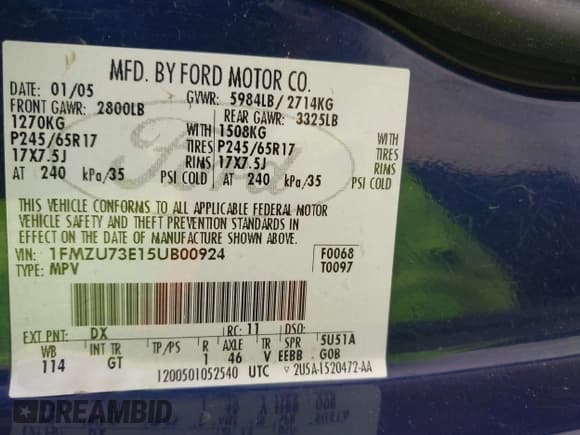 MFD. BY FORD MOTOR CO.
DATE: 01/05 GVWR: 5984LB/ 2714KG
FRONT GAWR: 2800LB REAR GAWR: 3325LB
1270KG WITH 1508KG WITH
P245/65R17 TIRES P245/65R17 TIRES
17X7.5J RIMS 17X7.5J RIMS
AT 240 kPa/35 PSI COLD AT 240 kPa/35 PSI COLD
THIS VEHICLE CONFORMS TO ALL APPLICABLE FEDERAL MOTOR
VEHICLE SAFETY AND THEFT PREVENTION STANDARDS IN
EFFECT ON THE DATE OF MANUFACTURE SHOWN ABOVE.
VIN: 1FMZU73E15UB00924 F0068
TYPE: MPV T0097
EXT PNT: DX RC: 11 DSO:
WB INT TR TP/PS R AXLE TR SPR 5U51A
114 GT 1 46 V EEBB G0B
1200501052540 UTC ▽ 2U5A-1520472-AA
Ford
DREAMBID